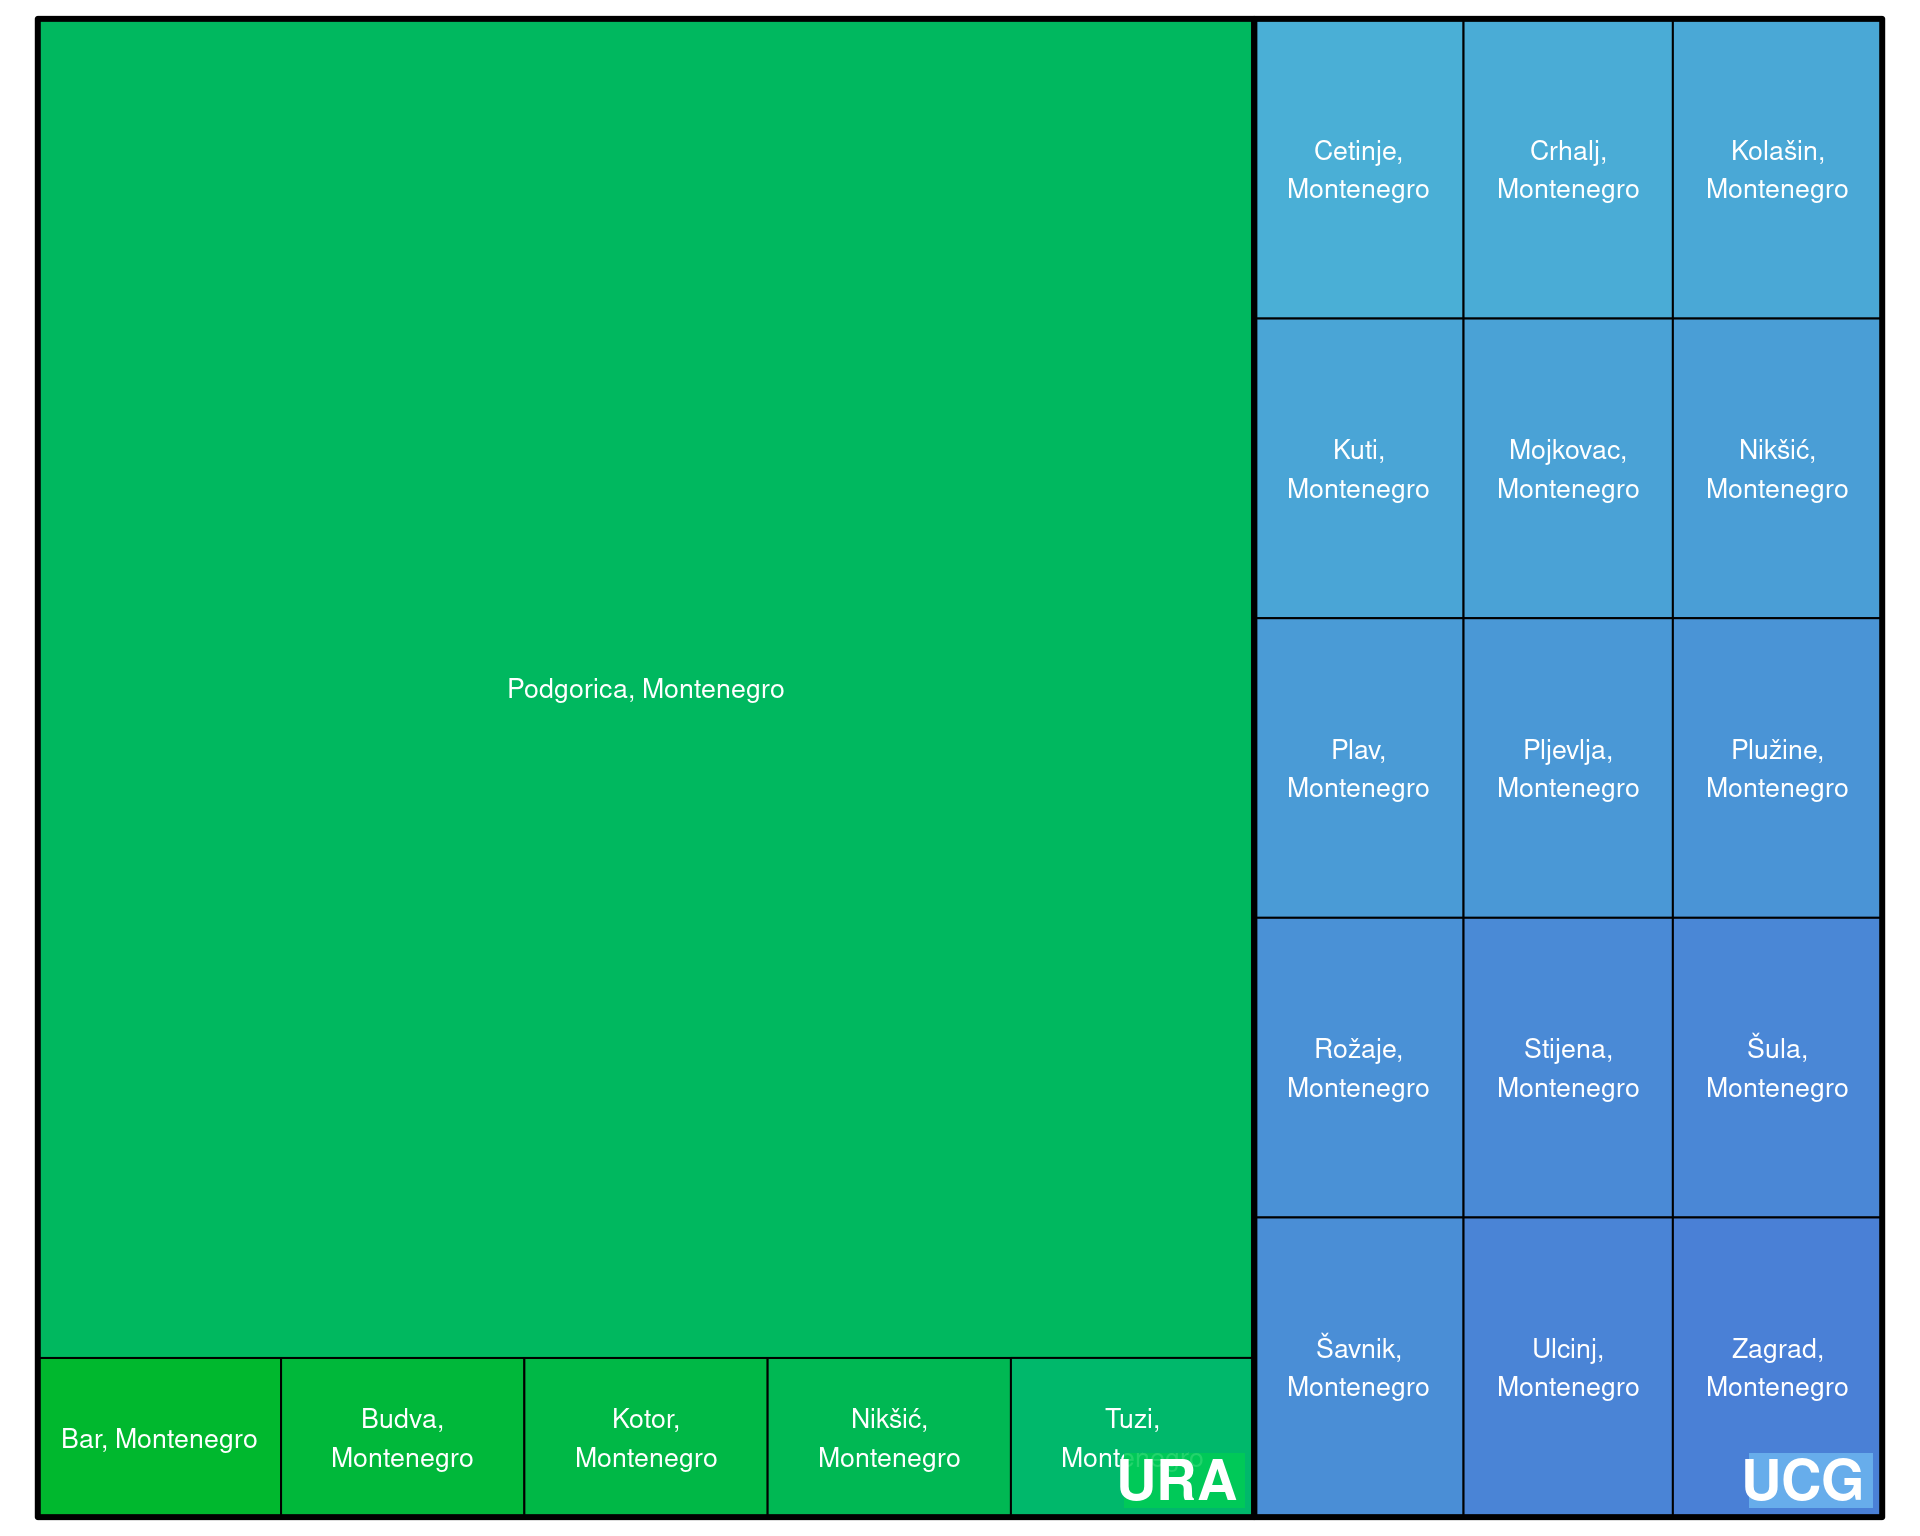 Podgorica, Montenegro
Bar, Montenegro
Budva,
Montenegro
Kotor,
Montenegro
Nikšić,
Montenegro
Tuzi,
Montenegro
URA
Cetinje,
Montenegro
Crhalj,
Montenegro
Kolašin,
Montenegro
Kuti,
Montenegro
Mojkovac,
Montenegro
Nikšić,
Montenegro
Plav,
Montenegro
Pljevlja,
Montenegro
Plužine,
Montenegro
Rožaje,
Montenegro
Stijena,
Montenegro
Šula,
Montenegro
Šavnik,
Montenegro
Ulcinj,
Montenegro
Zagrad,
Montenegro
UCG